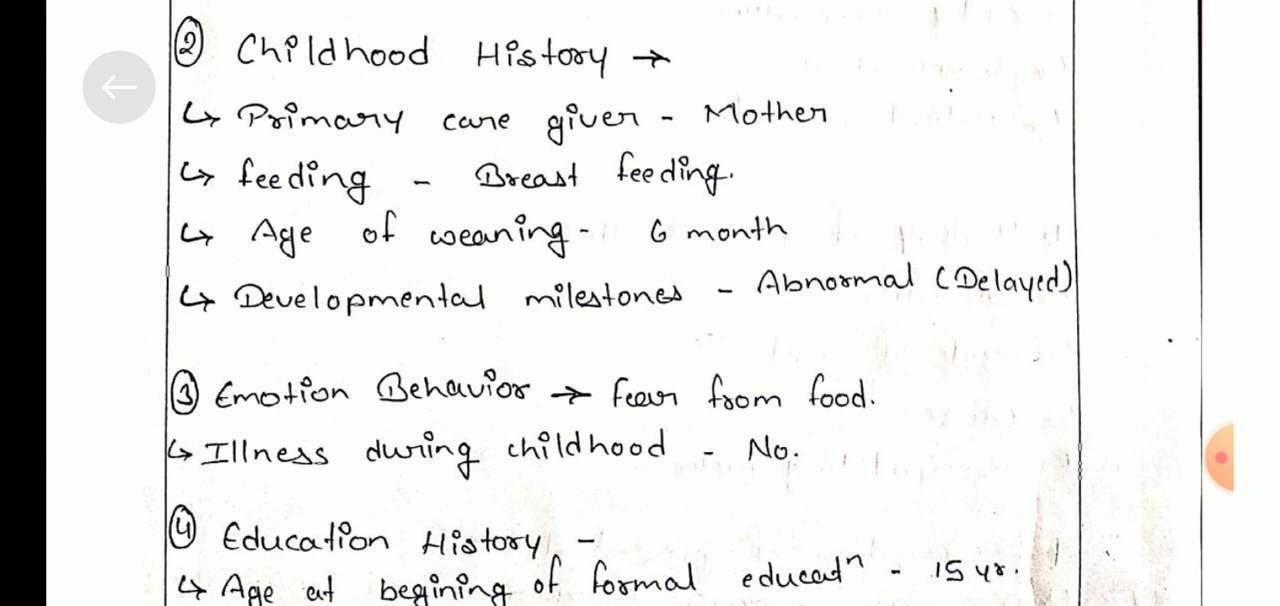 ② Childhood History →
↳ Primary care giver - Mother
↳ feeding - Breast feeding.
↳ Age of weaning - 6 month
↳ Developmental milestones - Abnormal (Delayed)
③ Emotion Behavior → Fear from food.
↳ Illness during childhood - No.
④ Education History -
↳ Age at begining of formal educatⁿ - 15 yr.